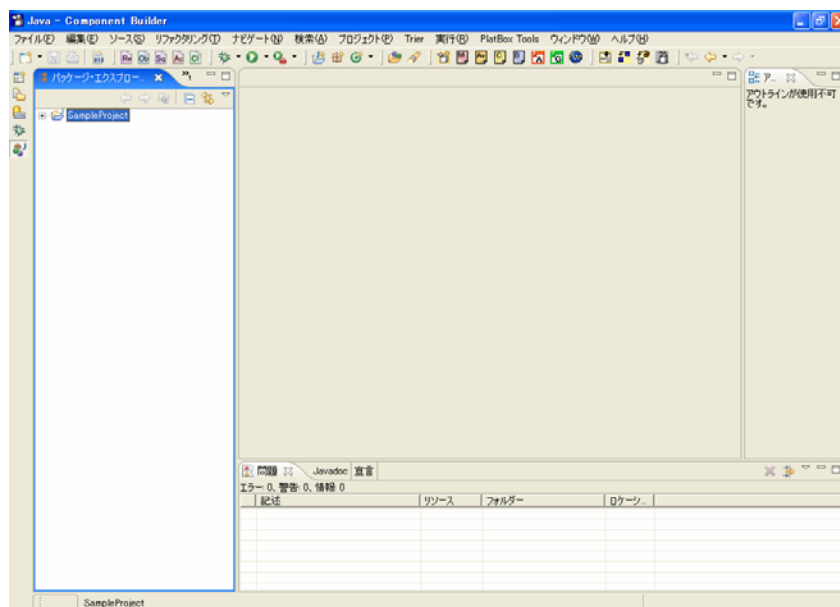 Java - Component Builder
ファイル(F) 編集(E) ソース(S) リファクタリング(T) ナビゲート(N) 検索(A) プロジェクト(P) Trier 実行(R) PlatBox Tools ウィンドウ(W) ヘルプ(H)
パッケージ・エクスプロー...
ア...
アウトラインが使用不可
です。
SampleProject
問題 Javadoc 宣言
エラー: 0、警告: 0、情報: 0
記述 リソース フォルダー ロケーシ...
SampleProject